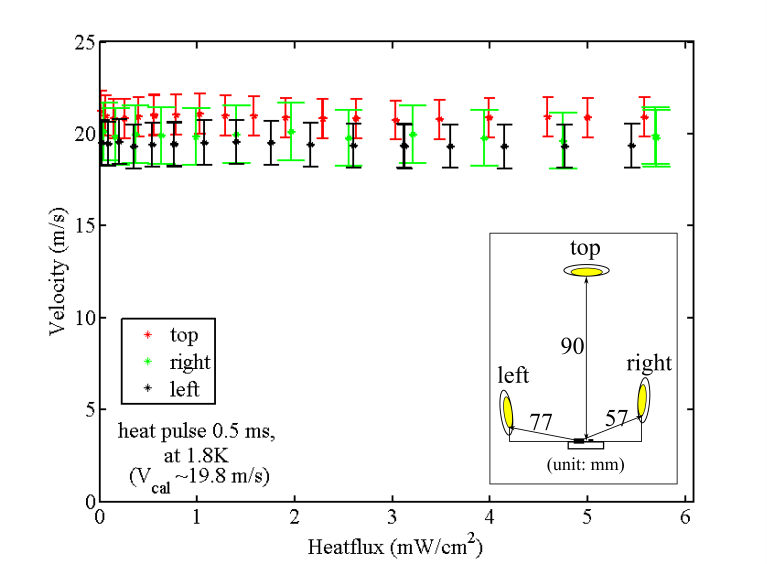 25
20
15
10
5
0
Velocity (m/s)
top
right
left
heat pulse 0.5 ms,
at 1.8K
(Vcal ~19.8 m/s)
top
90
left
right
77
57
(unit: mm)
0 1 2 3 4 5 6
Heatflux (mW/cm²)